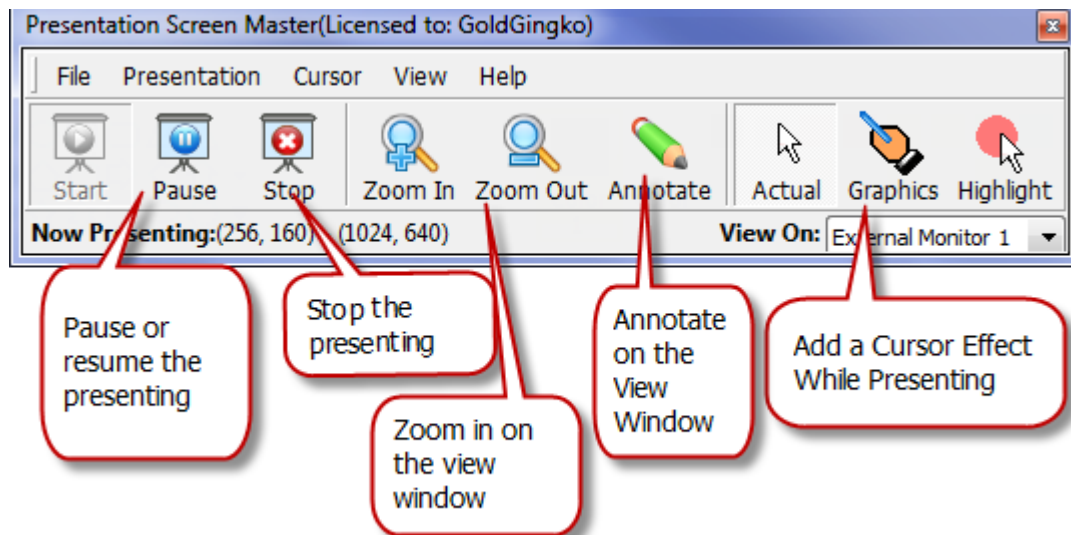 Presentation Screen Master(Licensed to: GoldGingko)
File Presentation Cursor View Help
Start Pause Stop Zoom In Zoom Out Annotate Actual Graphics Highlight
Now Presenting:(256, 160) (1024, 640) View On: External Monitor 1
Pause or
resume the
presenting
Stop the
presenting
Zoom in on
the view
window
Annotate
on the
View
Window
Add a Cursor Effect
While Presenting